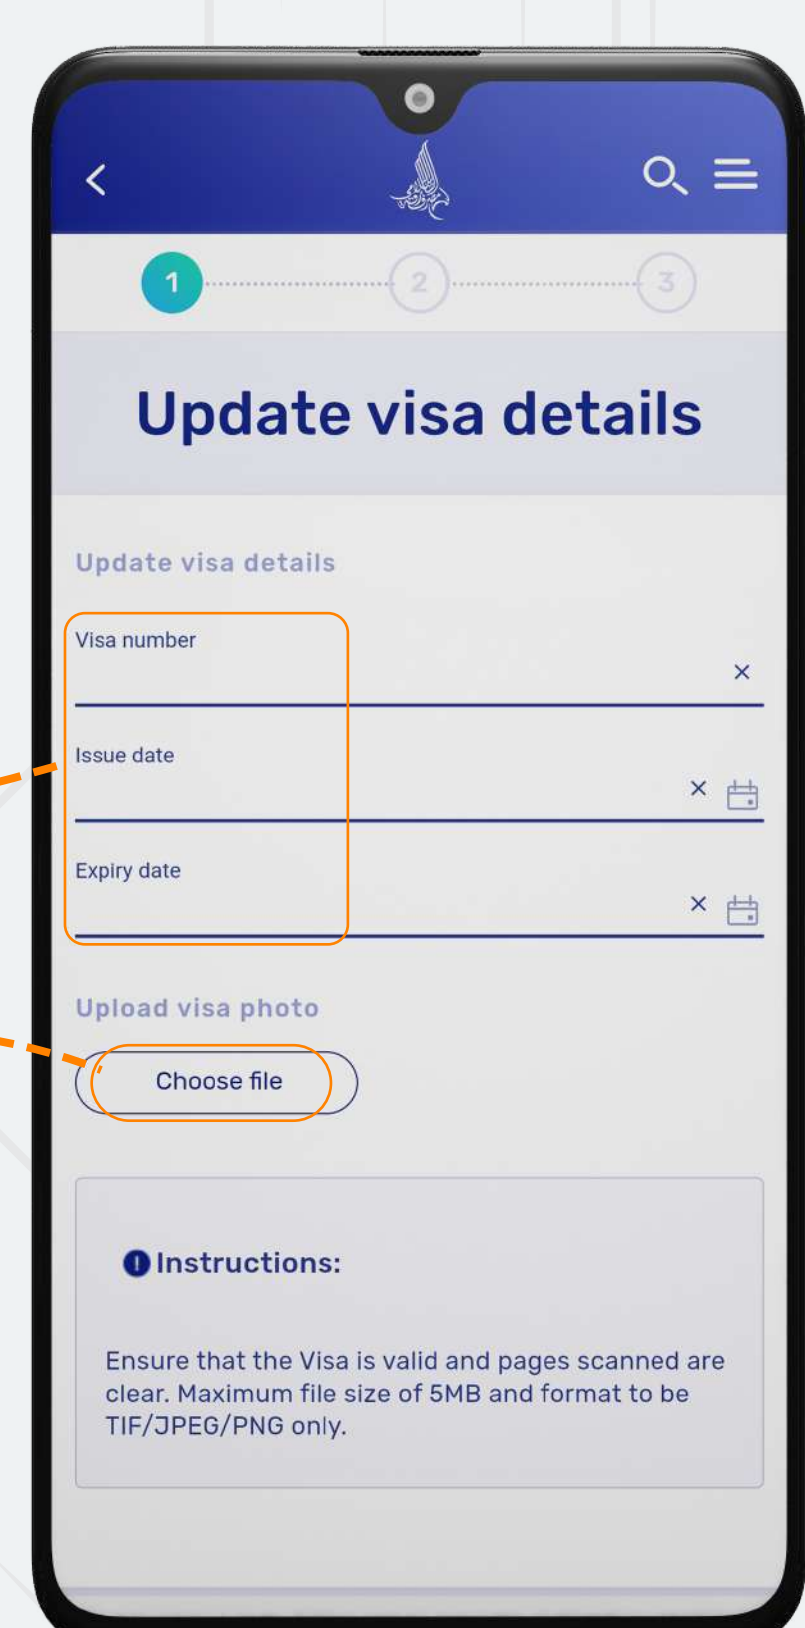 1 2 3
Update visa details
Update visa details
Visa number
Issue date
Expiry date
Upload visa photo
Choose file
Instructions:
Ensure that the Visa is valid and pages scanned are
clear. Maximum file size of 5MB and format to be
TIF/JPEG/PNG only.